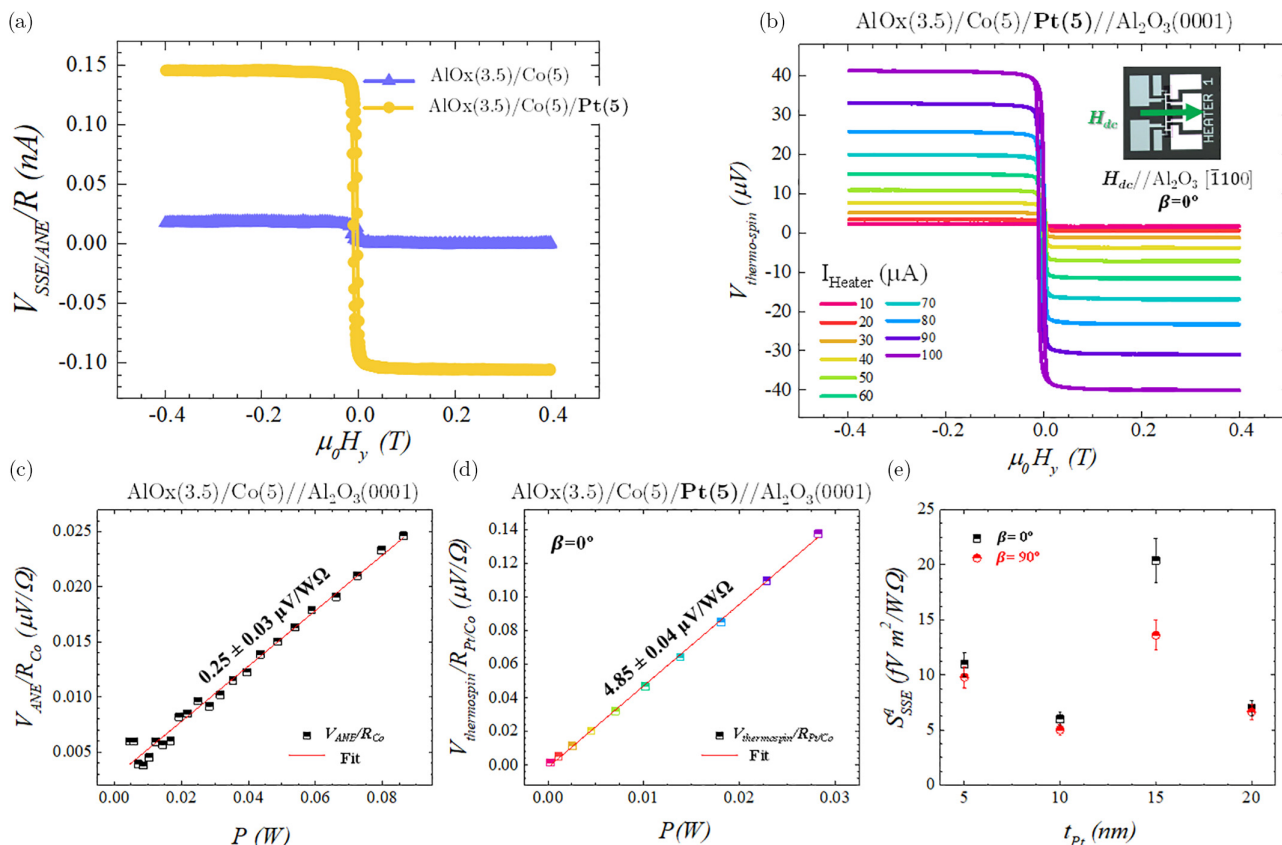 (a)
V_SSE/ANE/R (nA)
0.15
0.10
0.05
0.00
-0.05
-0.10
-0.4 -0.2 0.0 0.2 0.4
μ₀H_y (T)
AlOx(3.5)/Co(5)
AlOx(3.5)/Co(5)/Pt(5)
(b)
AlOx(3.5)/Co(5)/Pt(5)//Al₂O₃(0001)
V_thermo-spin (μV)
40
30
20
10
0
-10
-20
-30
-40
-0.4 -0.2 0.0 0.2 0.4
μ₀H_y (T)
H_dc
HEATER 1
H_dc//Al₂O₃ [1̄100]
β=0°
I_Heater (μA)
10 70
20 80
30 90
40 100
50
60
(c)
AlOx(3.5)/Co(5)//Al₂O₃(0001)
V_ANE/R_Co (μV/Ω)
0.025
0.020
0.015
0.010
0.005
0.00 0.02 0.04 0.06 0.08
P (W)
0.25 ± 0.03 μV/WΩ
V_ANE/R_Co
Fit
(d)
AlOx(3.5)/Co(5)/Pt(5)//Al₂O₃(0001)
V_thermospin/R_Pt/Co (μV/Ω)
0.14
0.12
0.10
0.08
0.06
0.04
0.02
0.00
0.00 0.01 0.02 0.03
P(W)
β=0°
4.85 ± 0.04 μV/WΩ
V_thermospin/R_Pt/Co
Fit
(e)
S^q_SSE (fV m²/WΩ)
25
20
15
10
5
0
5 10 15 20
t_Pt (nm)
β= 0°
β= 90°